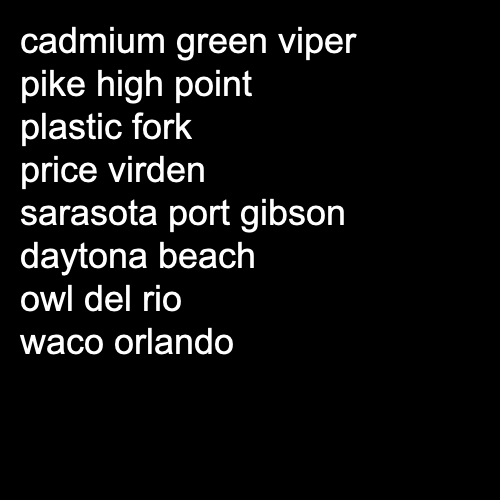 cadmium green viper
pike high point
plastic fork
price virden
sarasota port gibson
daytona beach
owl del rio
waco orlando